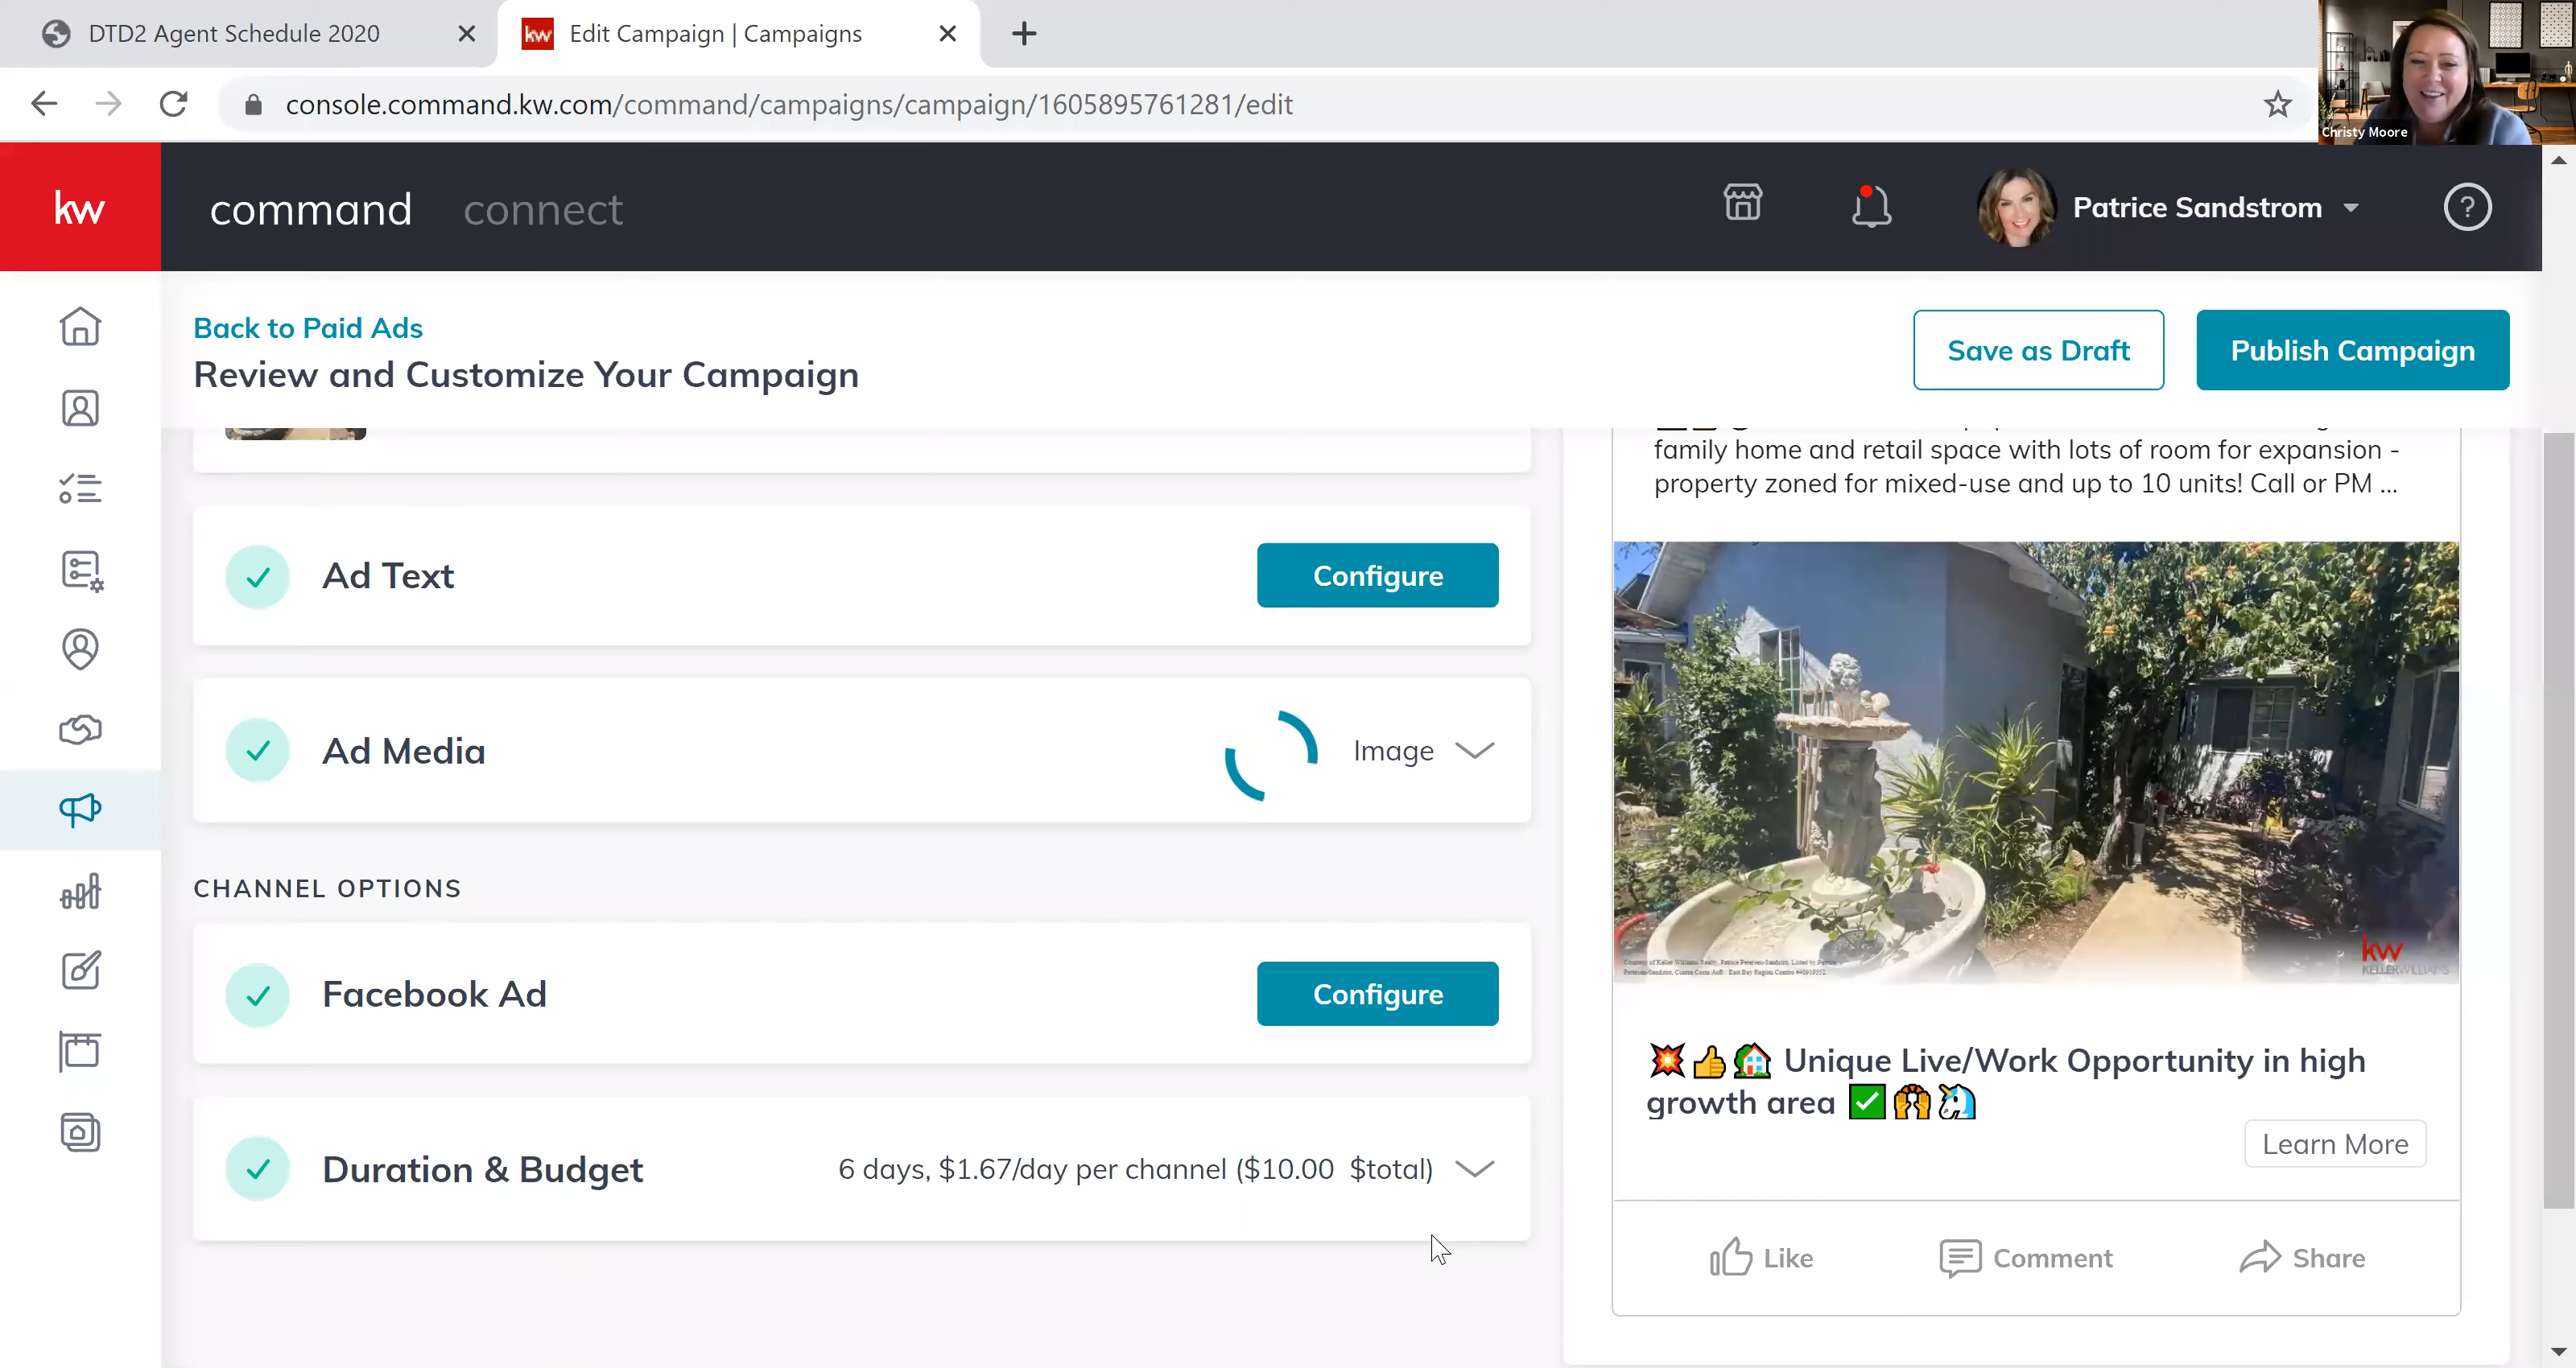 DTD2 Agent Schedule 2020
kw Edit Campaign | Campaigns
console.command.kw.com/command/campaigns/campaign/1605895761281/edit
Christy Moore
kw command connect
Patrice Sandstrom
?
Back to Paid Ads
Review and Customize Your Campaign
Save as Draft
Publish Campaign
family home and retail space with lots of room for expansion -
property zoned for mixed-use and up to 10 units! Call or PM ...
Ad Text
Configure
Ad Media
Image
CHANNEL OPTIONS
Facebook Ad
Configure
Duration & Budget
6 days, $1.67/day per channel ($10.00 $total)
kw
KELLERWILLIAMS
💥👍🏡 Unique Live/Work Opportunity in high
growth area ✅🙌🦄
Learn More
Like
Comment
Share